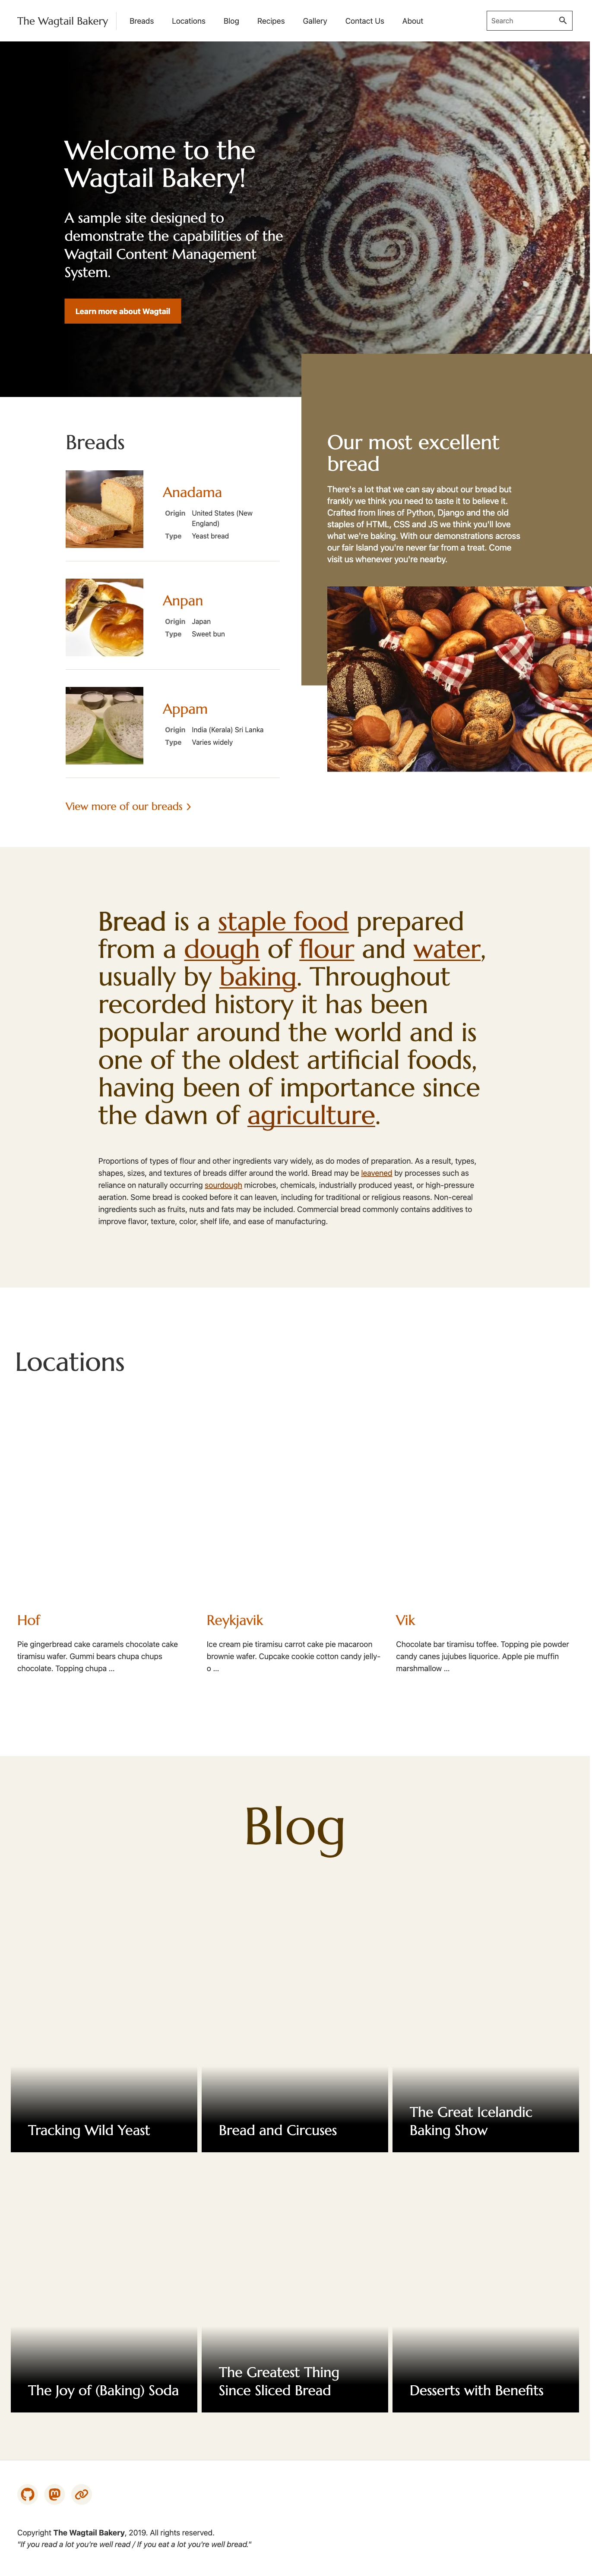 The Wagtail Bakery
Breads
Locations
Blog
Recipes
Gallery
Contact Us
About
Search
Welcome to the
Wagtail Bakery!
A sample site designed to
demonstrate the capabilities of the
Wagtail Content Management
System.
Learn more about Wagtail
Breads
Anadama
Origin United States (New
England)
Type Yeast bread
Anpan
Origin Japan
Type Sweet bun
Appam
Origin India (Kerala) Sri Lanka
Type Varies widely
View more of our breads
Our most excellent
bread
There's a lot that we can say about our bread but
frankly we think you need to taste it to believe it.
Crafted from lines of Python, Django and the old
staples of HTML, CSS and JS we think you'll love
what we're baking. With our demonstrations across
our fair Island you're never far from a treat. Come
visit us whenever you're nearby.
Bread is a staple food prepared
from a dough of flour and water,
usually by baking. Throughout
recorded history it has been
popular around the world and is
one of the oldest artificial foods,
having been of importance since
the dawn of agriculture.
Proportions of types of flour and other ingredients vary widely, as do modes of preparation. As a result, types,
shapes, sizes, and textures of breads differ around the world. Bread may be leavened by processes such as
reliance on naturally occurring sourdough microbes, chemicals, industrially produced yeast, or high-pressure
aeration. Some bread is cooked before it can leaven, including for traditional or religious reasons. Non-cereal
ingredients such as fruits, nuts and fats may be included. Commercial bread commonly contains additives to
improve flavor, texture, color, shelf life, and ease of manufacturing.
Locations
Hof
Pie gingerbread cake caramels chocolate cake
tiramisu wafer. Gummi bears chupa chups
chocolate. Topping chupa ...
Reykjavik
Ice cream pie tiramisu carrot cake pie macaroon
brownie wafer. Cupcake cookie cotton candy jelly-
o ...
Vik
Chocolate bar tiramisu toffee. Topping pie powder
candy canes jujubes liquorice. Apple pie muffin
marshmallow ...
Blog
Tracking Wild Yeast
Bread and Circuses
The Great Icelandic
Baking Show
The Joy of (Baking) Soda
The Greatest Thing
Since Sliced Bread
Desserts with Benefits
Copyright The Wagtail Bakery, 2019. All rights reserved.
"If you read a lot you're well read / If you eat a lot you're well bread."